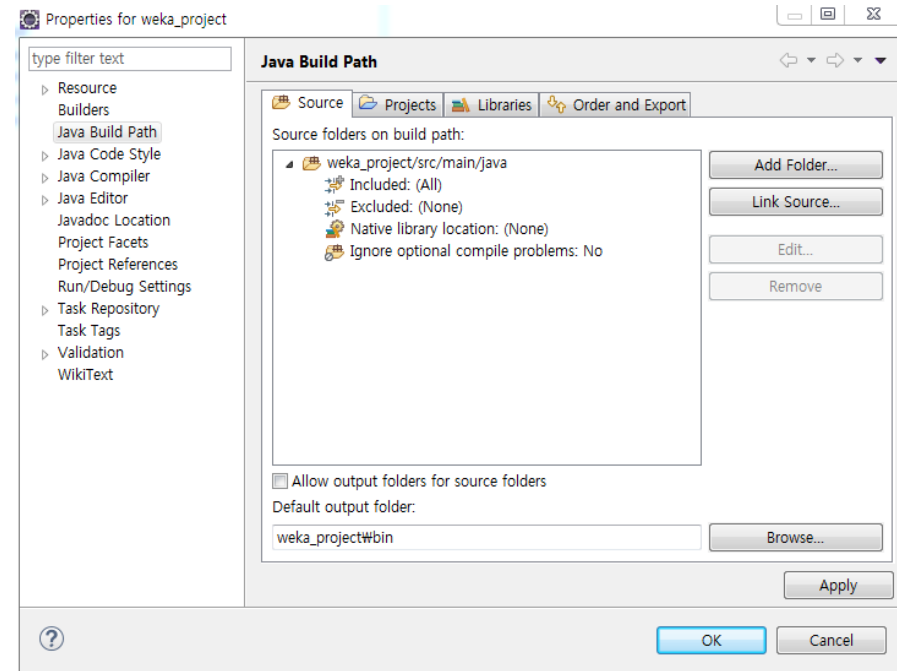 Properties for weka_project
type filter text
Resource
Builders
Java Build Path
Java Code Style
Java Compiler
Java Editor
Javadoc Location
Project Facets
Project References
Run/Debug Settings
Task Repository
Task Tags
Validation
WikiText
Java Build Path
Source
Projects
Libraries
Order and Export
Source folders on build path:
weka_project/src/main/java
Included: (All)
Excluded: (None)
Native library location: (None)
Ignore optional compile problems: No
Add Folder...
Link Source...
Edit...
Remove
Allow output folders for source folders
Default output folder:
weka_project₩bin
Browse...
Apply
?
OK
Cancel